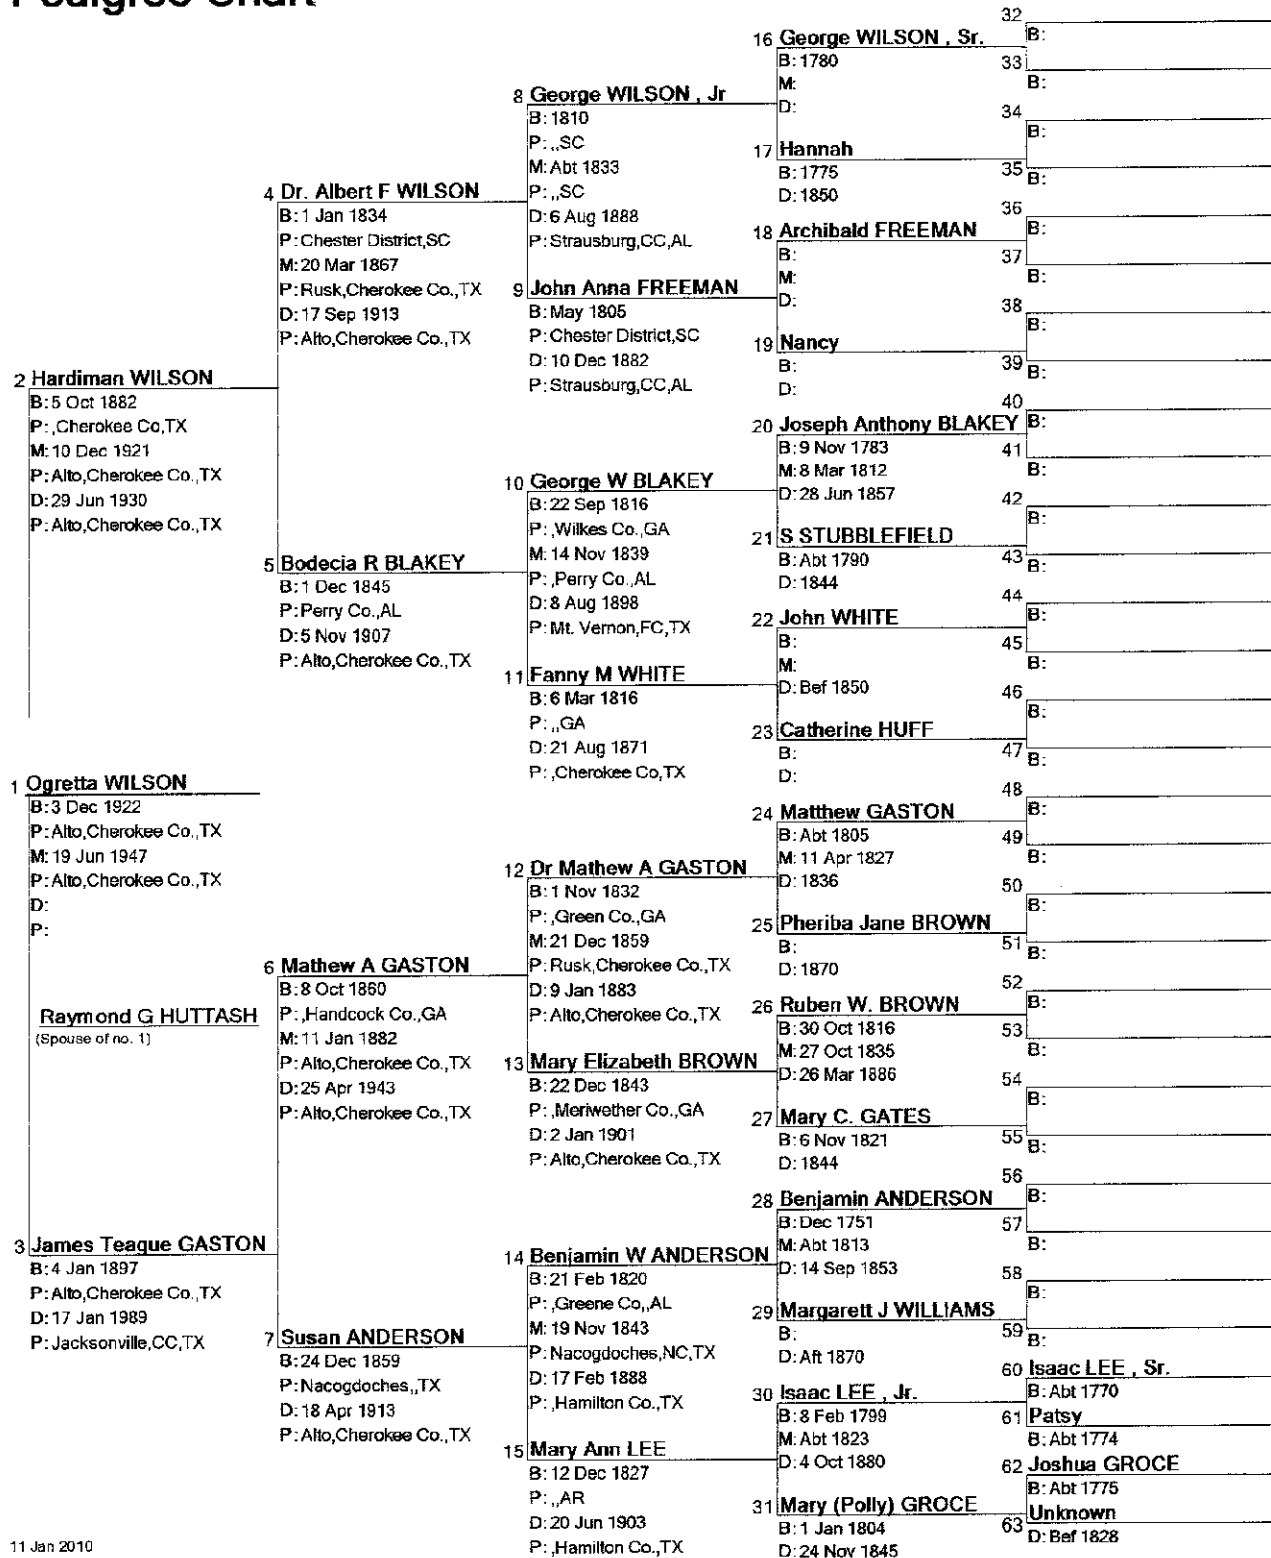 Pedigree Chart
1 Ogretta WILSON
B: 3 Dec 1922
P: Alto,Cherokee Co.,TX
M: 19 Jun 1947
P: Alto,Cherokee Co.,TX
D:
P:
Raymond G HUTTASH
(Spouse of no. 1)
2 Hardiman WILSON
B: 5 Oct 1882
P: ,Cherokee Co,TX
M: 10 Dec 1921
P: Alto,Cherokee Co.,TX
D: 29 Jun 1930
P: Alto,Cherokee Co.,TX
3 James Teague GASTON
B: 4 Jan 1897
P: Alto,Cherokee Co.,TX
D: 17 Jan 1989
P: Jacksonville,CC,TX
4 Dr. Albert F WILSON
B: 1 Jan 1834
P: Chester District,SC
M: 20 Mar 1867
P: Rusk,Cherokee Co.,TX
D: 17 Sep 1913
P: Alto,Cherokee Co.,TX
5 Bodecia R BLAKEY
B: 1 Dec 1845
P: Perry Co.,AL
D: 5 Nov 1907
P: Alto,Cherokee Co.,TX
6 Mathew A GASTON
B: 8 Oct 1860
P: ,Handcock Co.,GA
M: 11 Jan 1882
P: Alto,Cherokee Co.,TX
D: 25 Apr 1943
P: Alto,Cherokee Co.,TX
7 Susan ANDERSON
B: 24 Dec 1859
P: Nacogdoches,,TX
D: 18 Apr 1913
P: Alto,Cherokee Co.,TX
8 George WILSON , Jr
B: 1810
P: ,,SC
M: Abt 1833
P: ,,SC
D: 6 Aug 1888
P: Strausburg,CC,AL
9 John Anna FREEMAN
B: May 1805
P: Chester District,SC
D: 10 Dec 1882
P: Strausburg,CC,AL
10 George W BLAKEY
B: 22 Sep 1816
P: ,Wilkes Co.,GA
M: 14 Nov 1839
P: ,Perry Co.,AL
D: 8 Aug 1898
P: Mt. Vernon,FC,TX
11 Fanny M WHITE
B: 6 Mar 1816
P: ,,GA
D: 21 Aug 1871
P: ,Cherokee Co,TX
12 Dr Mathew A GASTON
B: 1 Nov 1832
P: ,Green Co.,GA
M: 21 Dec 1859
P: Rusk,Cherokee Co.,TX
D: 9 Jan 1883
P: Alto,Cherokee Co.,TX
13 Mary Elizabeth BROWN
B: 22 Dec 1843
P: ,Meriwether Co.,GA
D: 2 Jan 1901
P: Alto,Cherokee Co.,TX
14 Benjamin W ANDERSON
B: 21 Feb 1820
P: ,Greene Co,,AL
M: 19 Nov 1843
P: Nacogdoches,NC,TX
D: 17 Feb 1888
P: ,Hamilton Co.,TX
15 Mary Ann LEE
B: 12 Dec 1827
P: ,,AR
D: 20 Jun 1903
P: ,Hamilton Co.,TX
16 George WILSON , Sr.
B: 1780
M:
D:
17 Hannah
B: 1775
D: 1850
18 Archibald FREEMAN
B:
M:
D:
19 Nancy
B:
D:
20 Joseph Anthony BLAKEY
B: 9 Nov 1783
M: 8 Mar 1812
D: 28 Jun 1857
21 S STUBBLEFIELD
B: Abt 1790
D: 1844
22 John WHITE
B:
M:
D: Bef 1850
23 Catherine HUFF
B:
D:
24 Matthew GASTON
B: Abt 1805
M: 11 Apr 1827
D: 1836
25 Pheriba Jane BROWN
B:
D: 1870
26 Ruben W. BROWN
B: 30 Oct 1816
M: 27 Oct 1835
D: 26 Mar 1886
27 Mary C. GATES
B: 6 Nov 1821
D: 1844
28 Benjamin ANDERSON
B: Dec 1751
M: Abt 1813
D: 14 Sep 1853
29 Margarett J WILLIAMS
B:
D: Aft 1870
30 Isaac LEE , Jr.
B: 8 Feb 1799
M: Abt 1823
D: 4 Oct 1880
31 Mary (Polly) GROCE
B: 1 Jan 1804
D: 24 Nov 1845
32
B:
33
B:
34
B:
35
B:
36
B:
37
B:
38
B:
39
B:
40
B:
41
B:
42
B:
43
B:
44
B:
45
B:
46
B:
47
B:
48
B:
49
B:
50
B:
51
B:
52
B:
53
B:
54
B:
55
B:
56
B:
57
B:
58
B:
59
B:
60 Isaac LEE , Sr.
B: Abt 1770
61 Patsy
B: Abt 1774
62 Joshua GROCE
B: Abt 1775
63 Unknown
D: Bef 1828
11 Jan 2010